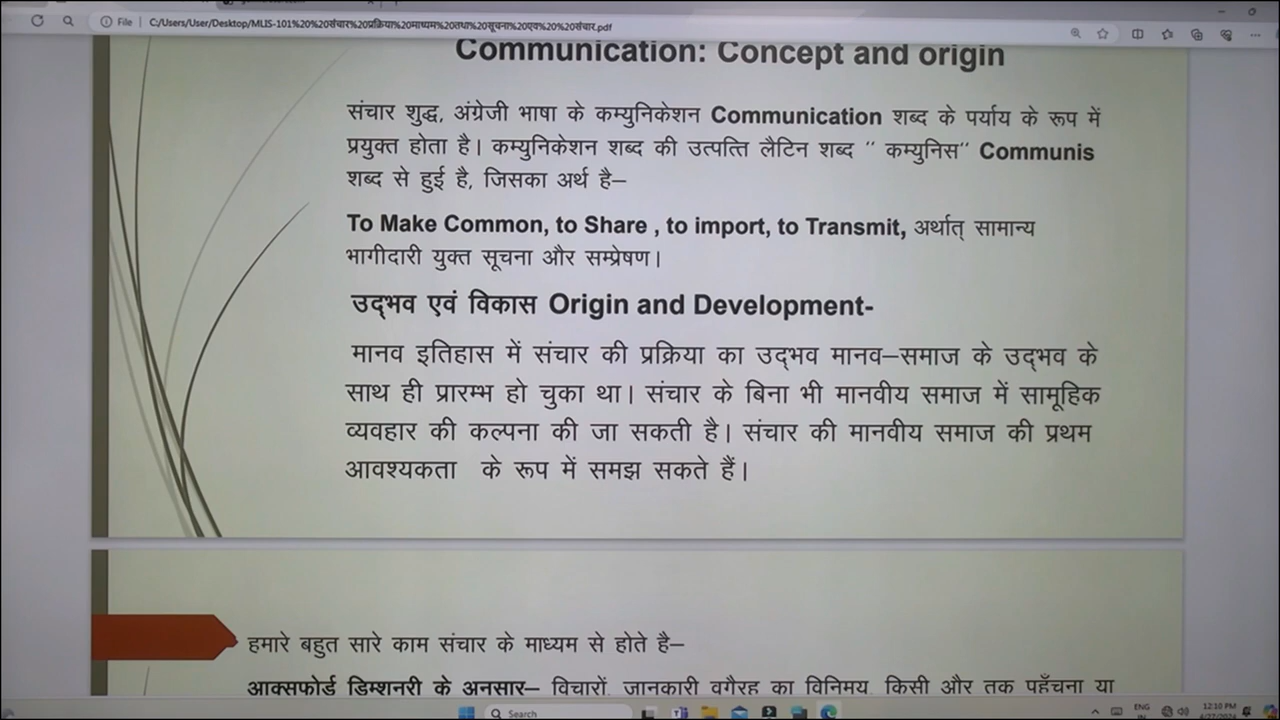 File
C:/Users/User/Desktop/MLIS-101%20%20संचार%20प्रक्रिया%20माध्यम%20तथा%20सूचना%20एव%20%20संचार.pdf
Communication: Concept and origin
संचार शुद्ध, अंग्रेजी भाषा के कम्युनिकेशन Communication शब्द के पर्याय के रूप में
प्रयुक्त होता है। कम्युनिकेशन शब्द की उत्पत्ति लैटिन शब्द “ कम्युनिस” Communis
शब्द से हुई है, जिसका अर्थ है–
To Make Common, to Share , to import, to Transmit, अर्थात् सामान्य
भागीदारी युक्त सूचना और सम्प्रेषण।
उद्भव एवं विकास Origin and Development-
मानव इतिहास में संचार की प्रक्रिया का उद्भव मानव–समाज के उद्भव के
साथ ही प्रारम्भ हो चुका था। संचार के बिना भी मानवीय समाज में सामूहिक
व्यवहार की कल्पना की जा सकती है। संचार की मानवीय समाज की प्रथम
आवश्यकता के रूप में समझ सकते हैं।
हमारे बहुत सारे काम संचार के माध्यम से होते है–
आक्सफोर्ड डिम्शनरी के अनुसार– विचारों, जानकारी वगैरह का विनिमय, किसी और तक पहुँचना या
Search
ENG
IN
12:10 PM